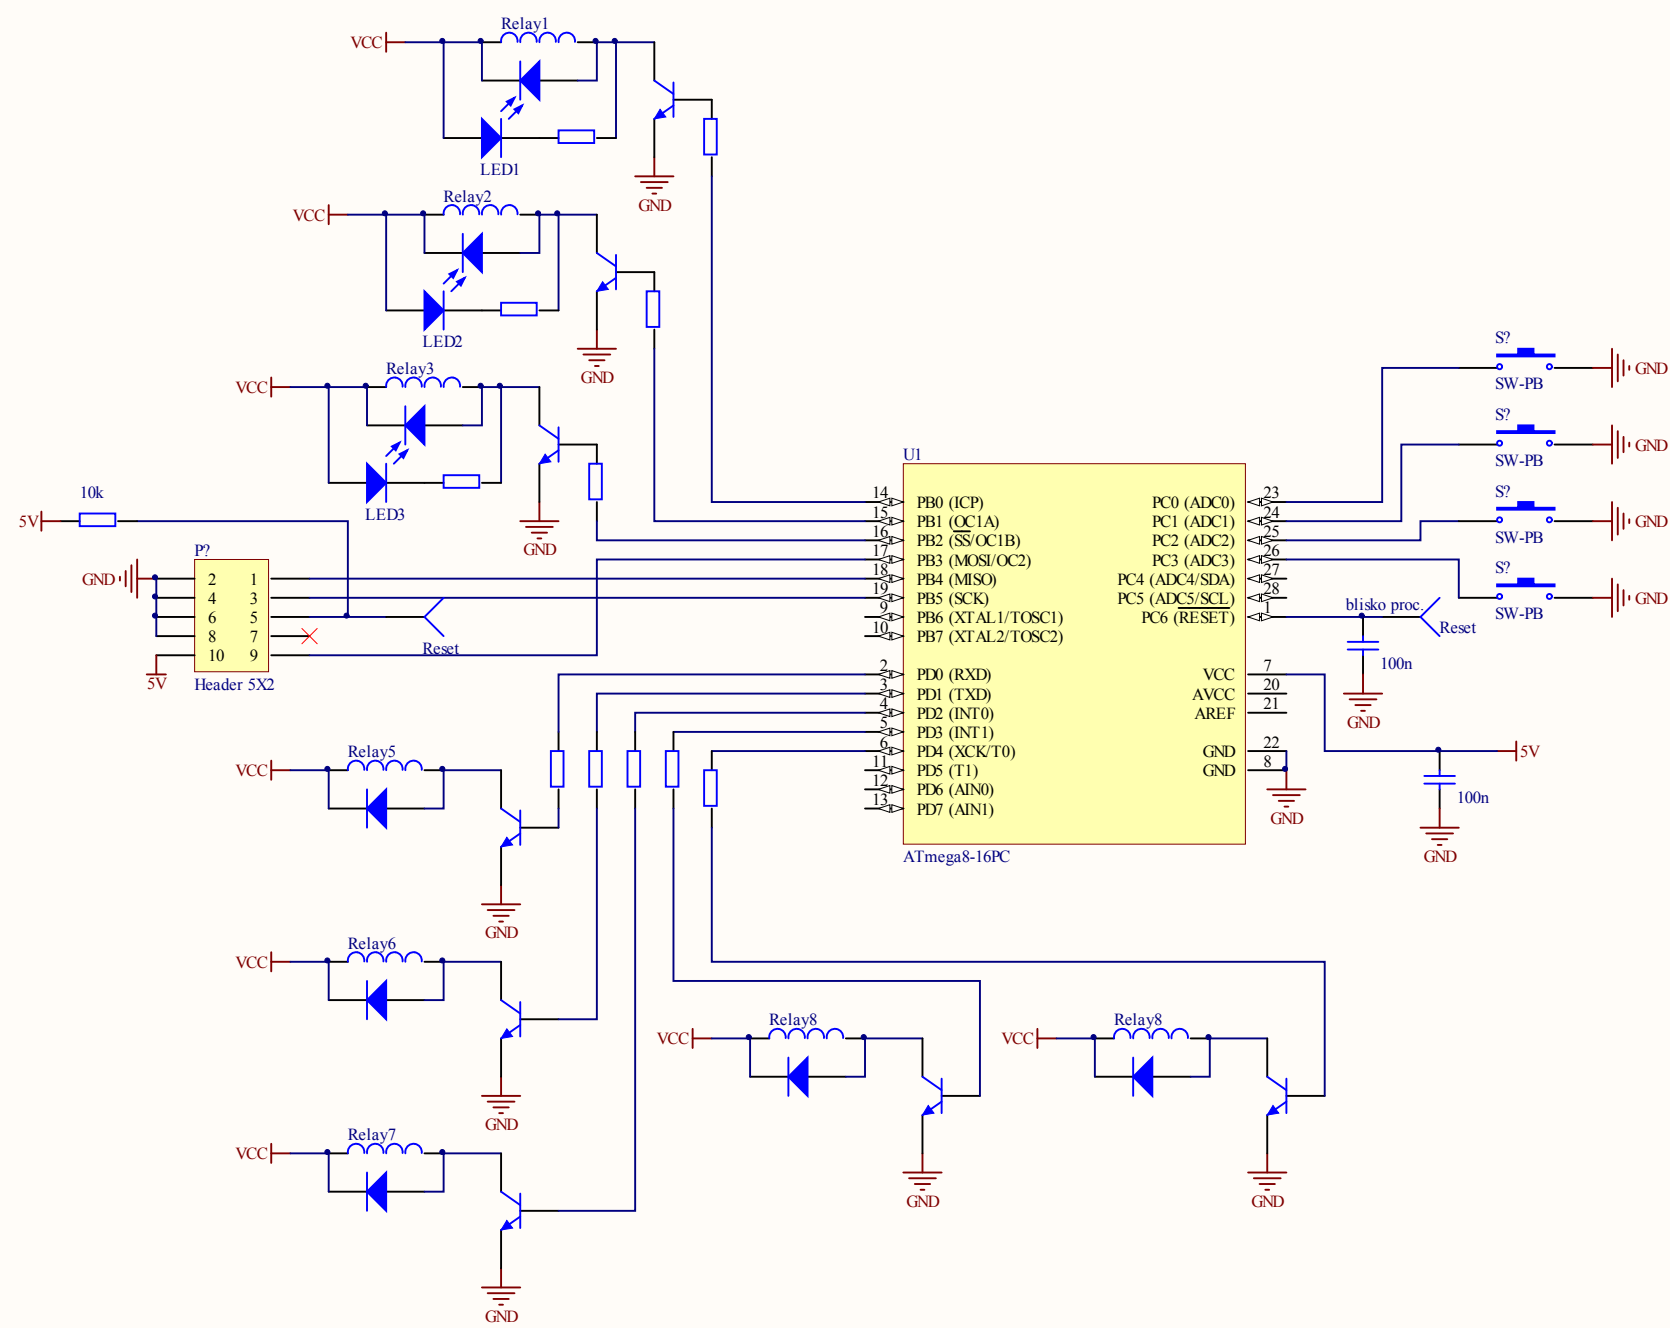 Relay1
VCC
LED1
GND
Relay2
VCC
LED2
GND
Relay3
VCC
LED3
GND
10k
5V
P?
GND
2 1
4 3
6 5
8 7
10 9
5V
Header 5X2
Reset
U1
14 PB0 (ICP)
15 PB1 (OC1A)
16 PB2 (SS/OC1B)
17 PB3 (MOSI/OC2)
18 PB4 (MISO)
19 PB5 (SCK)
9 PB6 (XTAL1/TOSC1)
10 PB7 (XTAL2/TOSC2)
2 PD0 (RXD)
3 PD1 (TXD)
4 PD2 (INT0)
5 PD3 (INT1)
6 PD4 (XCK/T0)
11 PD5 (T1)
12 PD6 (AIN0)
13 PD7 (AIN1)
PC0 (ADC0) 23
PC1 (ADC1) 24
PC2 (ADC2) 25
PC3 (ADC3) 26
PC4 (ADC4/SDA) 27
PC5 (ADC5/SCL) 28
PC6 (RESET) 1
VCC 7
AVCC 20
AREF 21
GND 22
GND 8
ATmega8-16PC
GND
S?
SW-PB
GND
S?
SW-PB
GND
S?
SW-PB
GND
S?
SW-PB
GND
blisko proc.
Reset
100n
GND
5V
100n
GND
Relay5
VCC
GND
Relay6
VCC
GND
Relay7
VCC
GND
Relay8
VCC
GND
Relay8
VCC
GND